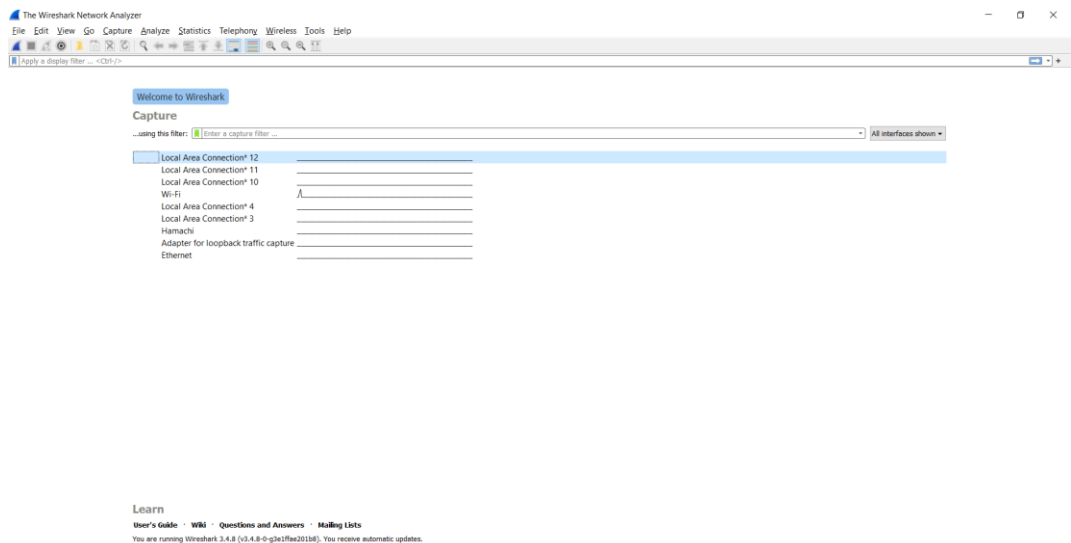 The Wireshark Network Analyzer
File Edit View Go Capture Analyze Statistics Telephony Wireless Tools Help
Apply a display filter ... <Ctrl-/>
Welcome to Wireshark
Capture
...using this filter: Enter a capture filter ... All interfaces shown
Local Area Connection* 12
Local Area Connection* 11
Local Area Connection* 10
Wi-Fi
Local Area Connection* 4
Local Area Connection* 3
Hamachi
Adapter for loopback traffic capture
Ethernet
Learn
User's Guide · Wiki · Questions and Answers · Mailing Lists
You are running Wireshark 3.4.8 (v3.4.8-0-g3e1ffae201b8). You receive automatic updates.